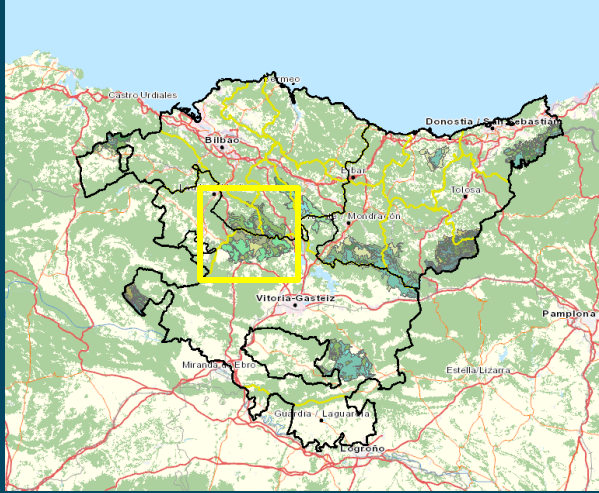 Bermeo
Castro Urdiales
Donostia / San Sebastián
Bilbao
Eibar
Tolosa
Mondragón
Vitoria-Gasteiz
Pamplona
Miranda de Ebro
Estella/Lizarra
Guardia / Laguardia
Logroño